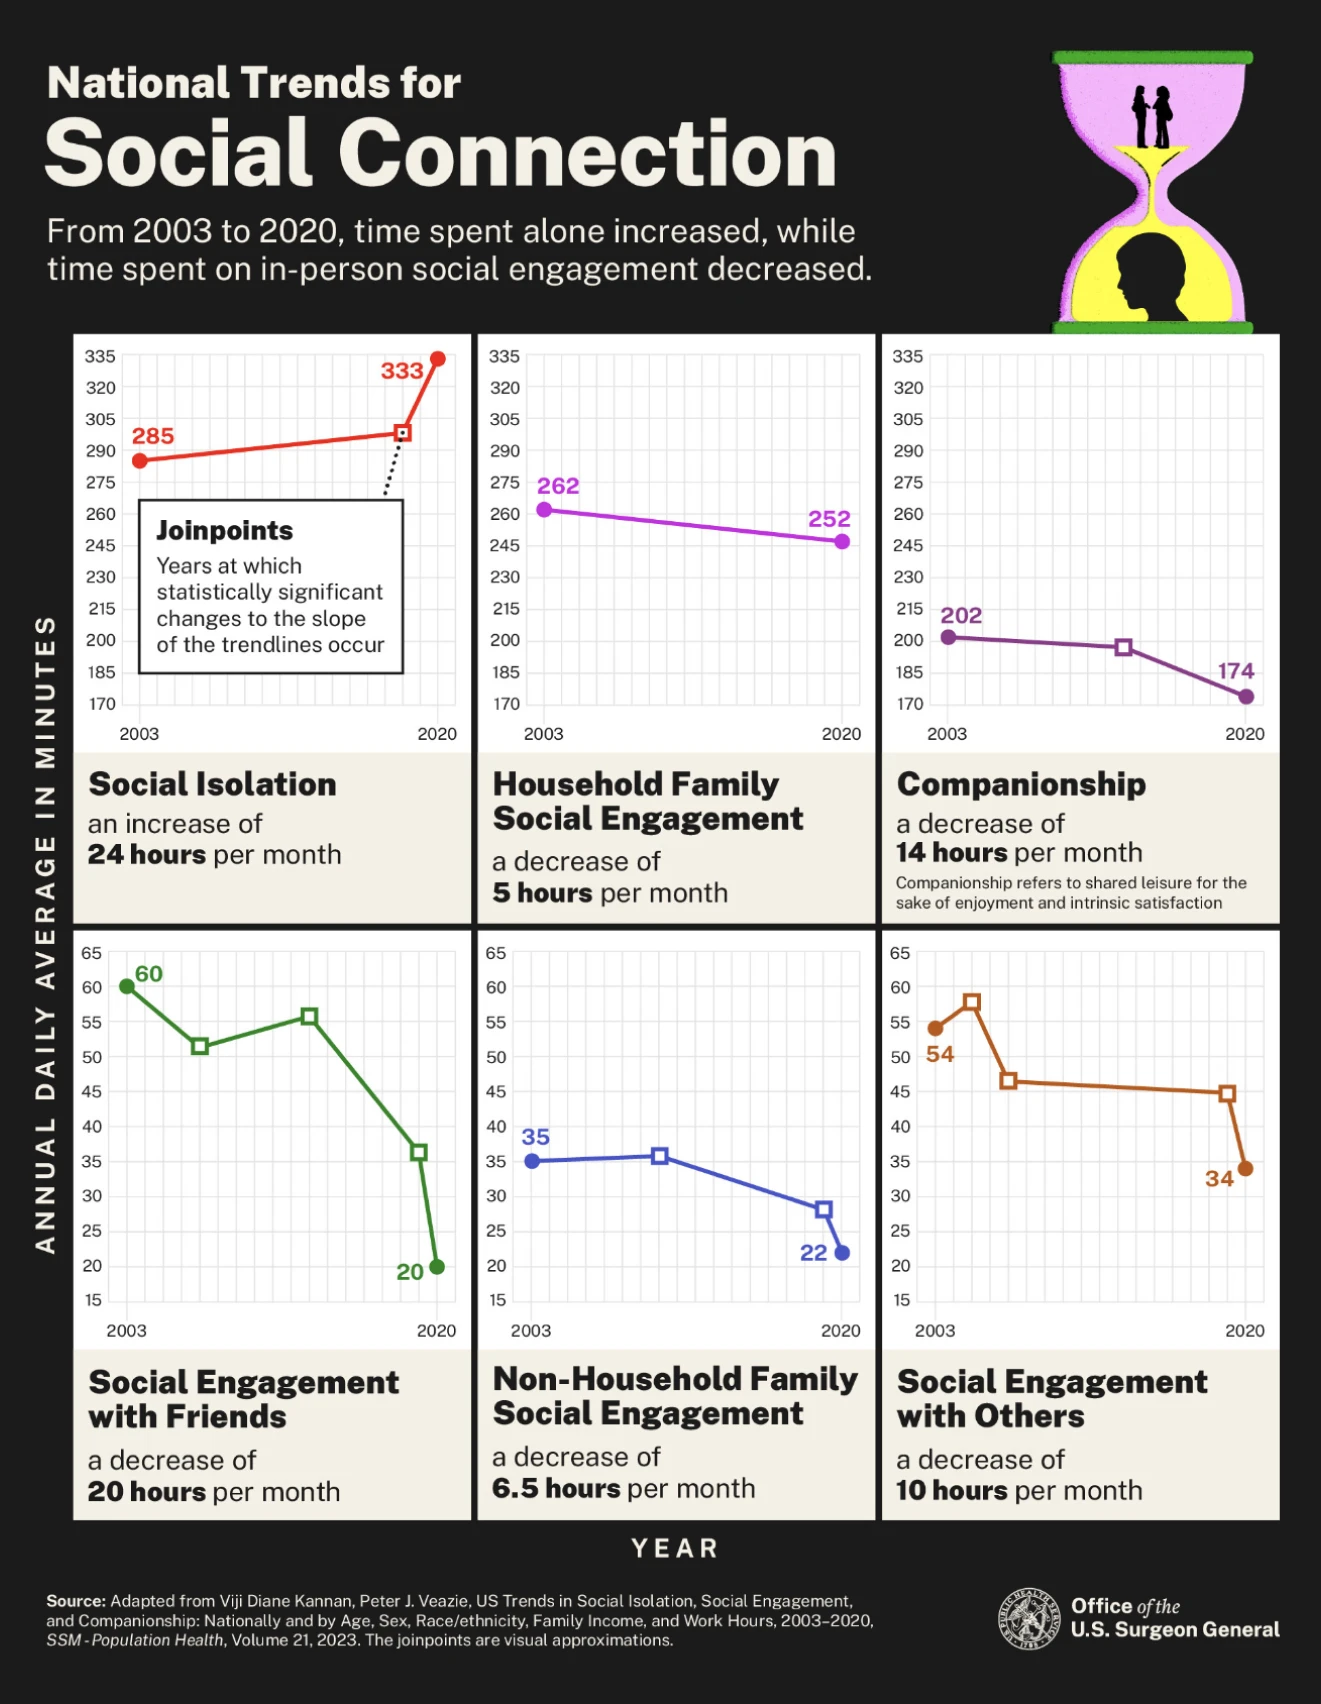 National Trends for
Social Connection
From 2003 to 2020, time spent alone increased, while
time spent on in-person social engagement decreased.
ANNUAL DAILY AVERAGE IN MINUTES
335
320
305
290
275
260
245
230
215
200
185
170
285
333
Joinpoints
Years at which
statistically significant
changes to the slope
of the trendlines occur
2003
2020
Social Isolation
an increase of
24 hours per month
335
320
305
290
275
260
245
230
215
200
185
170
262
252
2003
2020
Household Family
Social Engagement
a decrease of
5 hours per month
335
320
305
290
275
260
245
230
215
200
185
170
202
174
2003
2020
Companionship
a decrease of
14 hours per month
Companionship refers to shared leisure for the
sake of enjoyment and intrinsic satisfaction
65
60
55
50
45
40
35
30
25
20
15
60
20
2003
2020
Social Engagement
with Friends
a decrease of
20 hours per month
65
60
55
50
45
40
35
30
25
20
15
35
22
2003
2020
Non-Household Family
Social Engagement
a decrease of
6.5 hours per month
65
60
55
50
45
40
35
30
25
20
15
54
34
2003
2020
Social Engagement
with Others
a decrease of
10 hours per month
YEAR
Source: Adapted from Viji Diane Kannan, Peter J. Veazie, US Trends in Social Isolation, Social Engagement,
and Companionship: Nationally and by Age, Sex, Race/ethnicity, Family Income, and Work Hours, 2003–2020,
SSM - Population Health, Volume 21, 2023. The joinpoints are visual approximations.
Office of the
U.S. Surgeon General